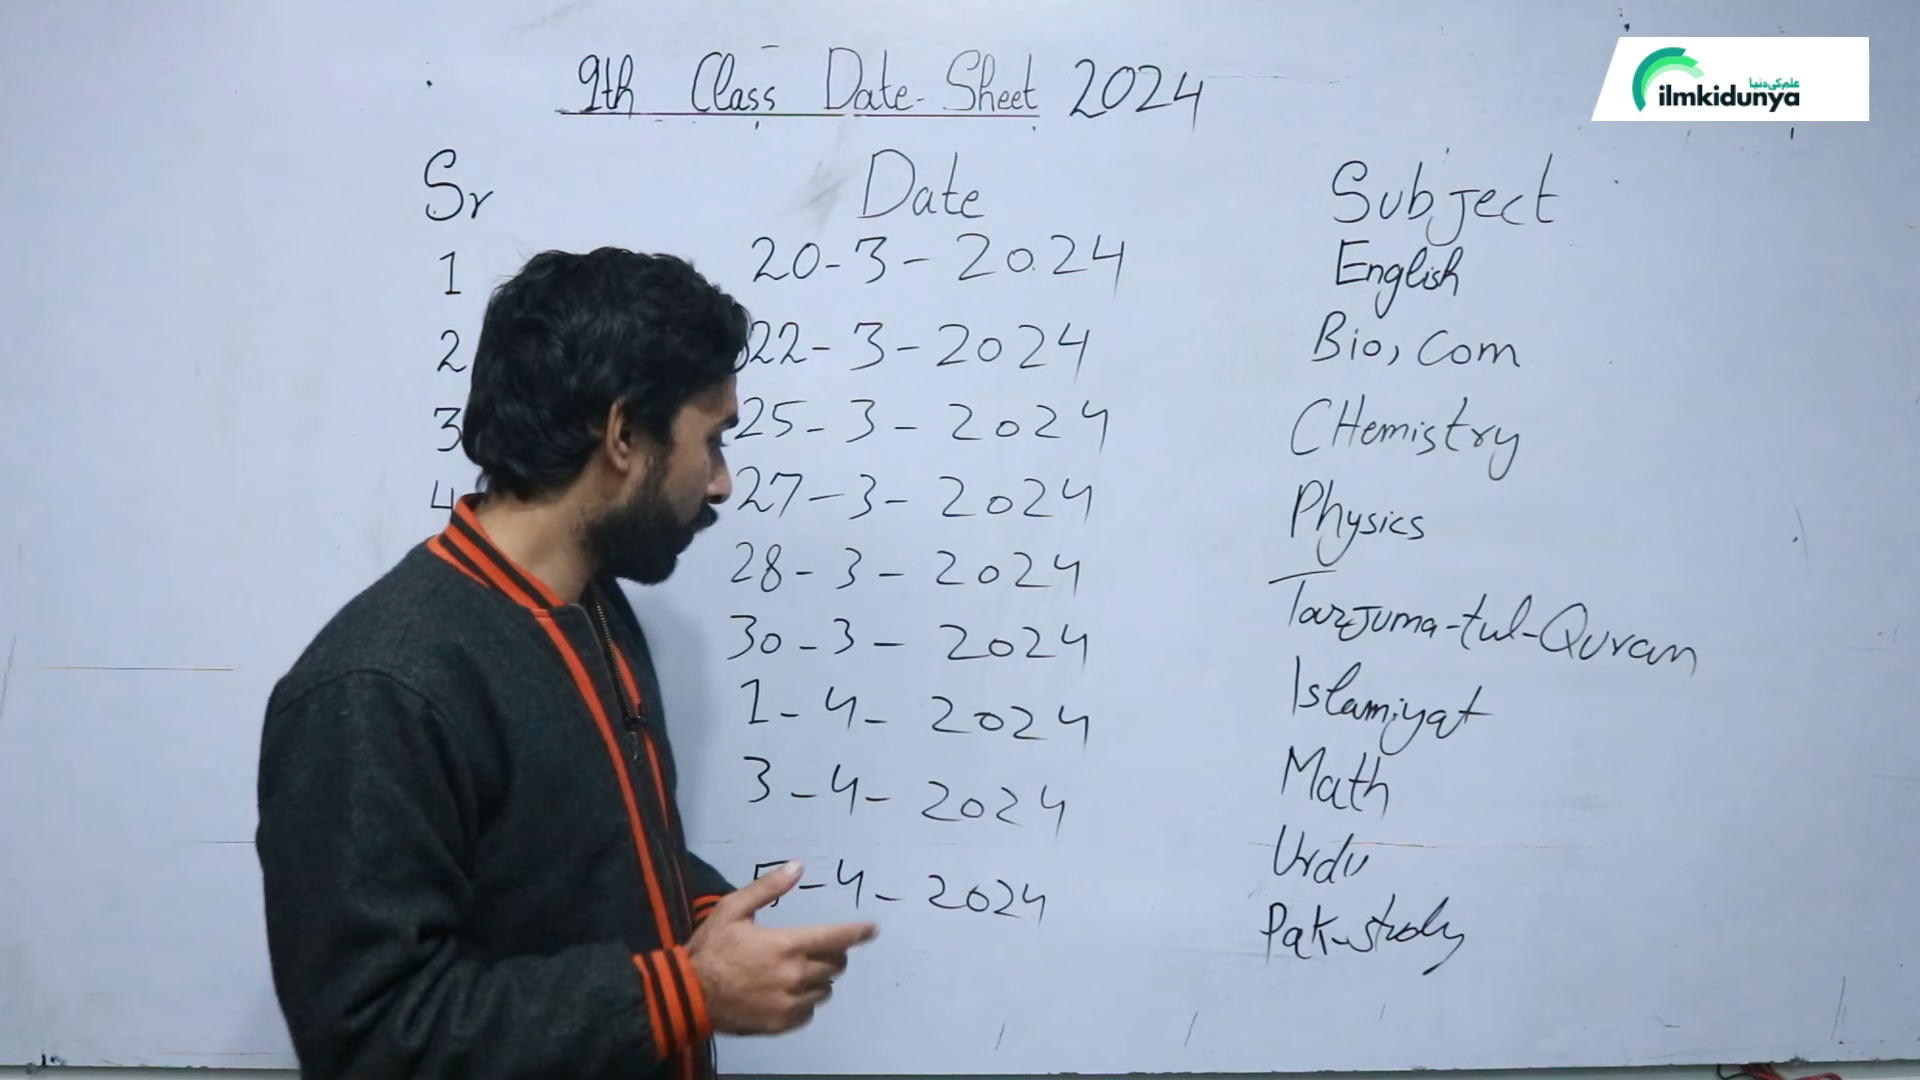 9th Class Date-Sheet 2024
علم کی دنیا
ilmkidunya
Sr Date Subject
1 20-3-2024 English
2 22-3-2024 Bio, Com
3 25-3-2024 CHemistry
4 27-3-2024 Physics
28-3-2024 Tarjuma-tul-Quran
30-3-2024 Islamiyat
1-4-2024 Math
3-4-2024 Urdu
5-4-2024 Pak-study